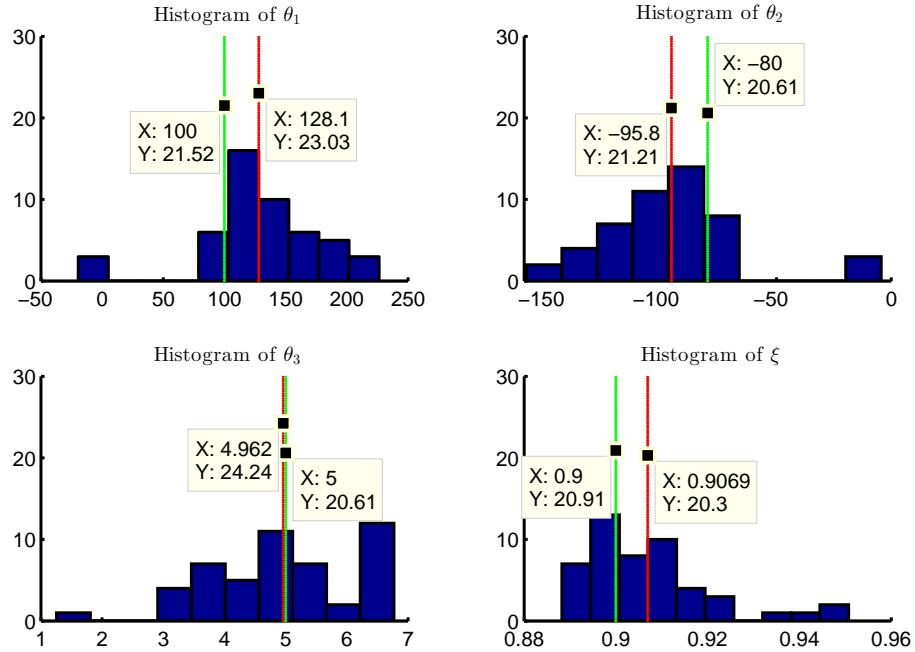 Histogram of θ₁
30
20
10
0
-50
0
50
100
150
200
250
X: 100
Y: 21.52
X: 128.1
Y: 23.03
Histogram of θ₂
30
20
10
0
−150
−100
−50
0
X: −95.8
Y: 21.21
X: −80
Y: 20.61
Histogram of θ₃
30
20
10
0
1
2
3
4
5
6
7
X: 4.962
Y: 24.24
X: 5
Y: 20.61
Histogram of ξ
30
20
10
0
0.88
0.9
0.92
0.94
0.96
X: 0.9
Y: 20.91
X: 0.9069
Y: 20.3